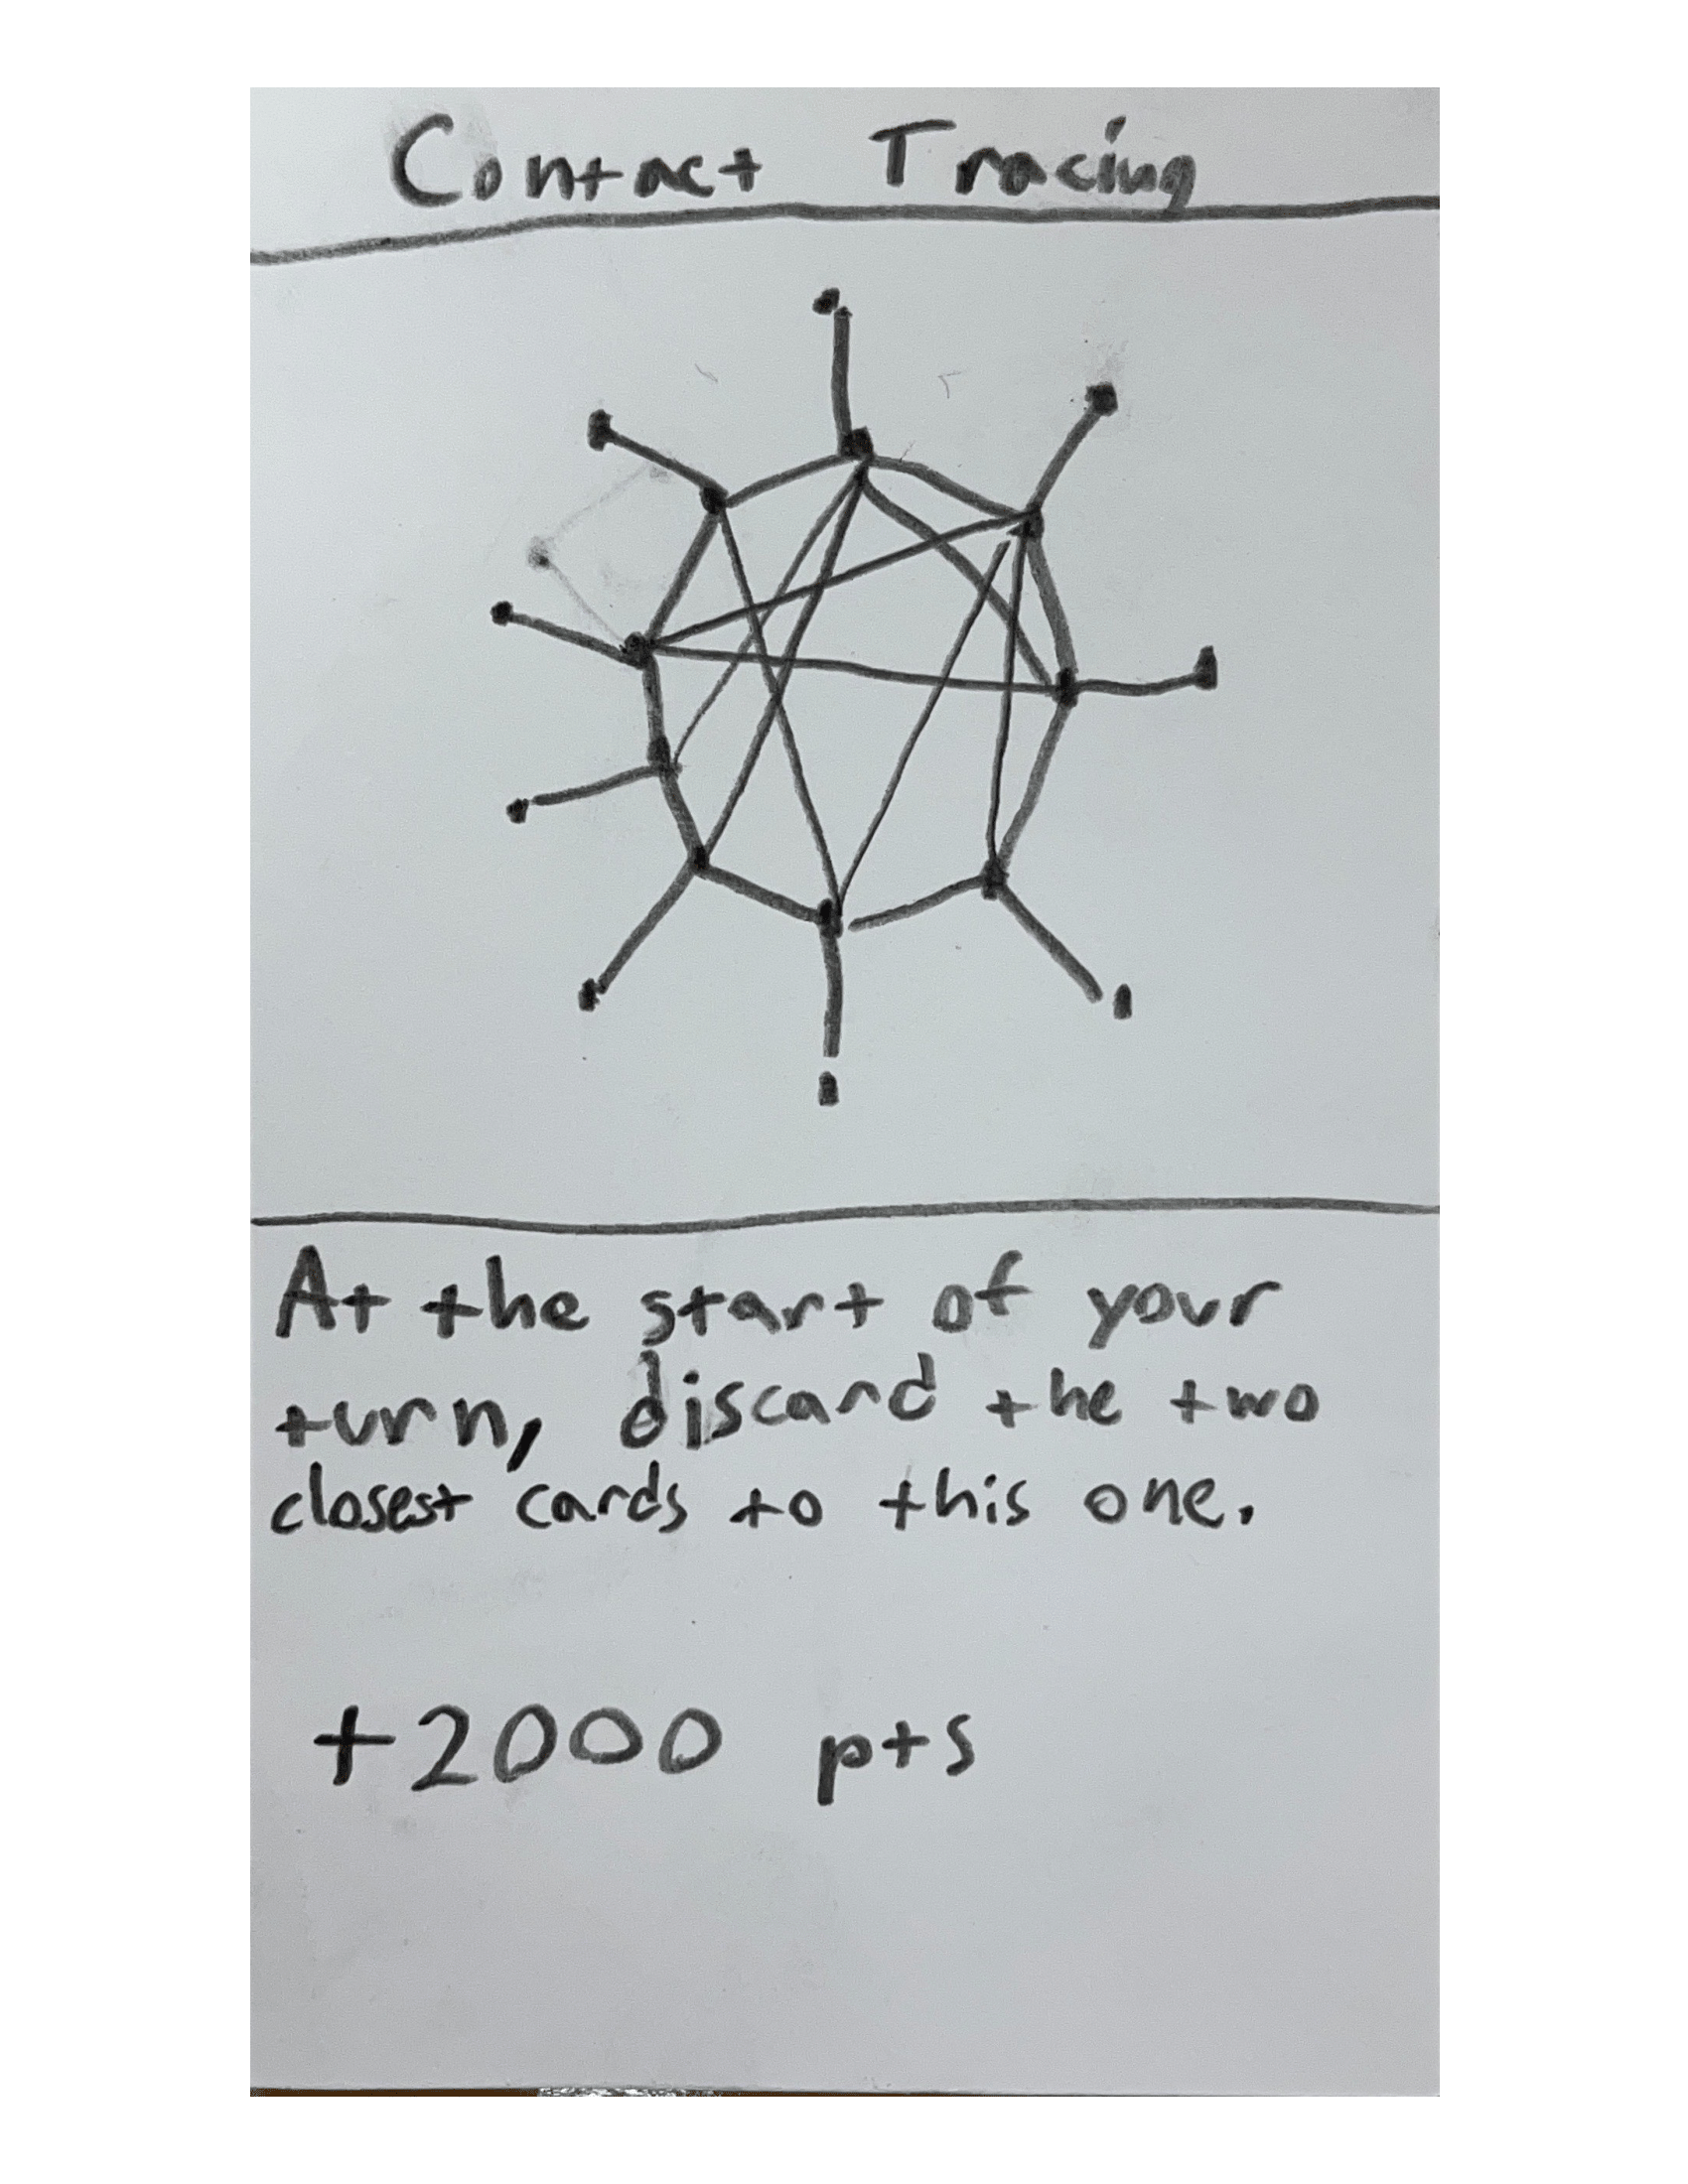 Contact Tracing
At the start of your
turn, discard the two
closest cards to this one.
+2000 pts